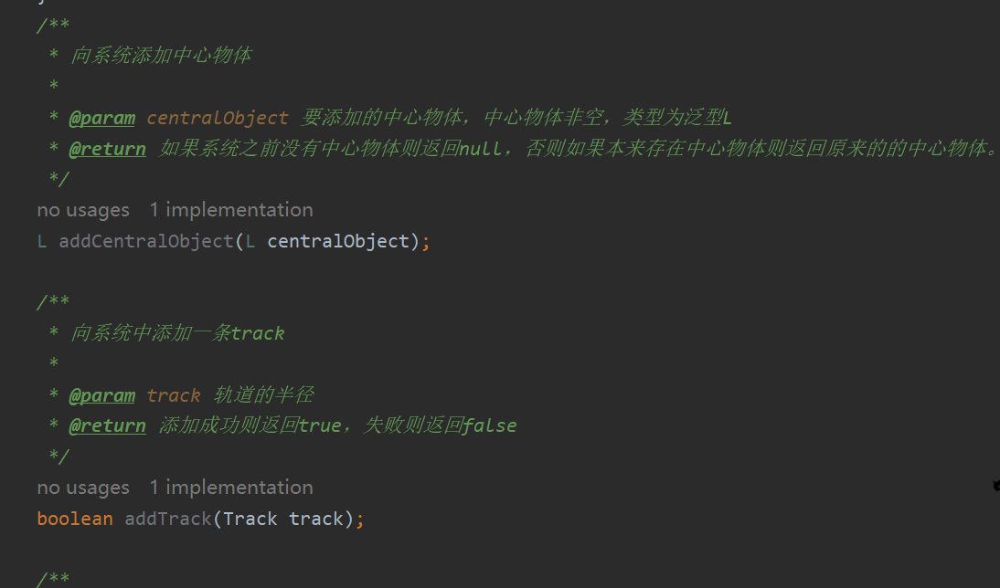 /**
* 向系统添加中心物体
*
* @param centralObject 要添加的中心物体，中心物体非空，类型为泛型L
* @return 如果系统之前没有中心物体则返回null，否则如果本来存在中心物体则返回原来的的中心物体。
*/
no usages 1 implementation
L addCentralObject(L centralObject);
/**
* 向系统中添加一条track
*
* @param track 轨道的半径
* @return 添加成功则返回true，失败则返回false
*/
no usages 1 implementation
boolean addTrack(Track track);
/**